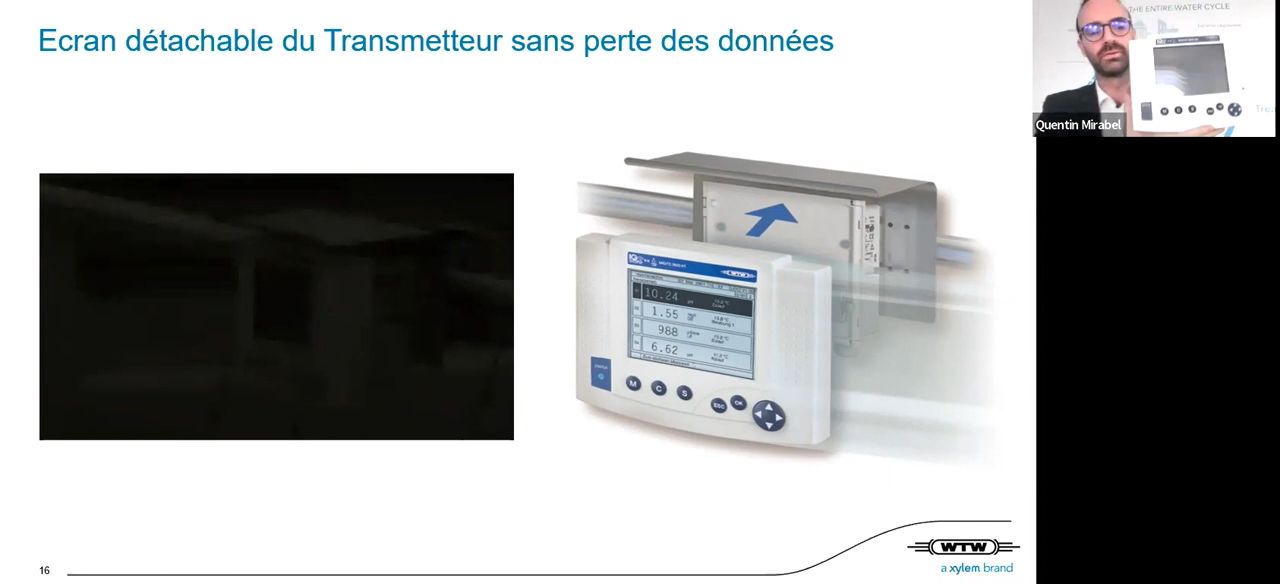 Ecran détachable du Transmetteur sans perte des données
THE ENTIRE WATER CYCLE
Quentin Mirabel
WTW
10.24
1.55
988
6.62
M
C
S
ESC
OK
16
WTW
a xylem brand